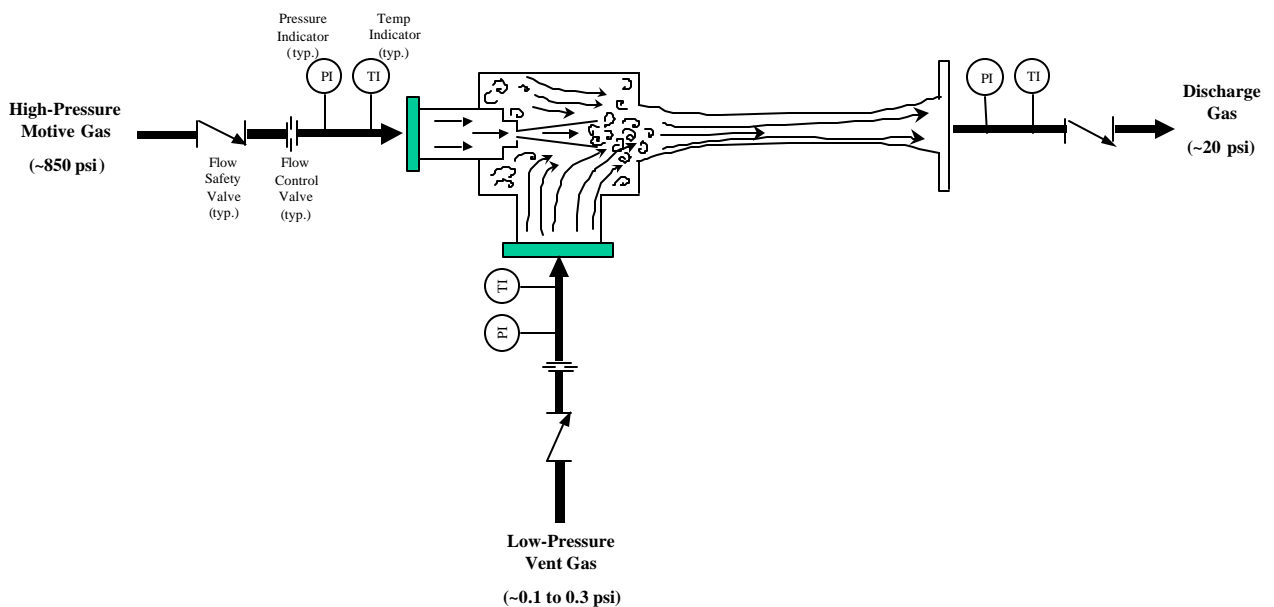 Pressure
Indicator
(typ.)
Temp
Indicator
(typ.)
PI
TI
PI
TI
High-Pressure
Motive Gas
(~850 psi)
Discharge
Gas
(~20 psi)
Flow
Safety
Valve
(typ.)
Flow
Control
Valve
(typ.)
TI
PI
Low-Pressure
Vent Gas
(~0.1 to 0.3 psi)